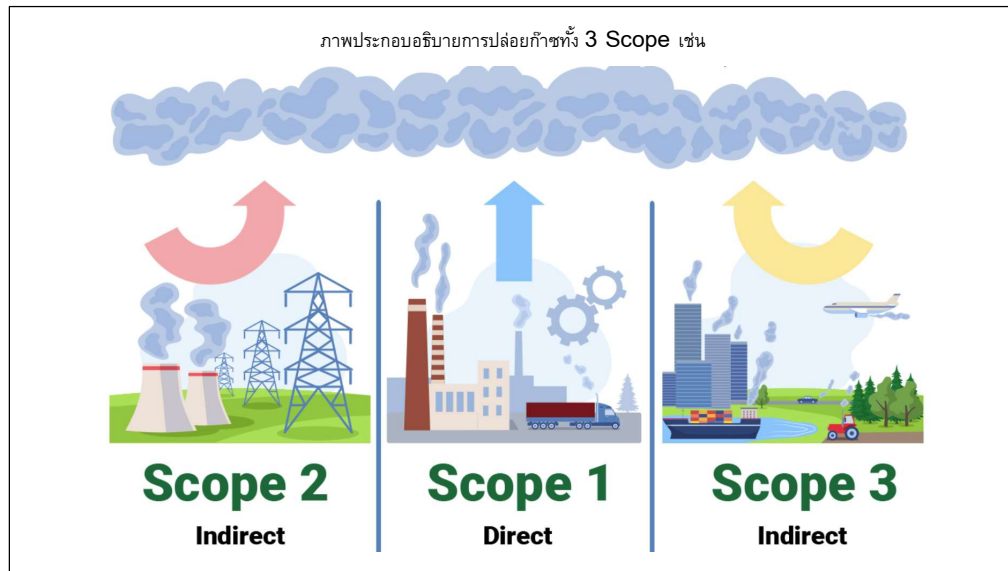 ภาพประกอบอธิบายการปล่อยก๊าซทั้ง 3 Scope เช่น
Scope 2
Indirect
Scope 1
Direct
Scope 3
Indirect